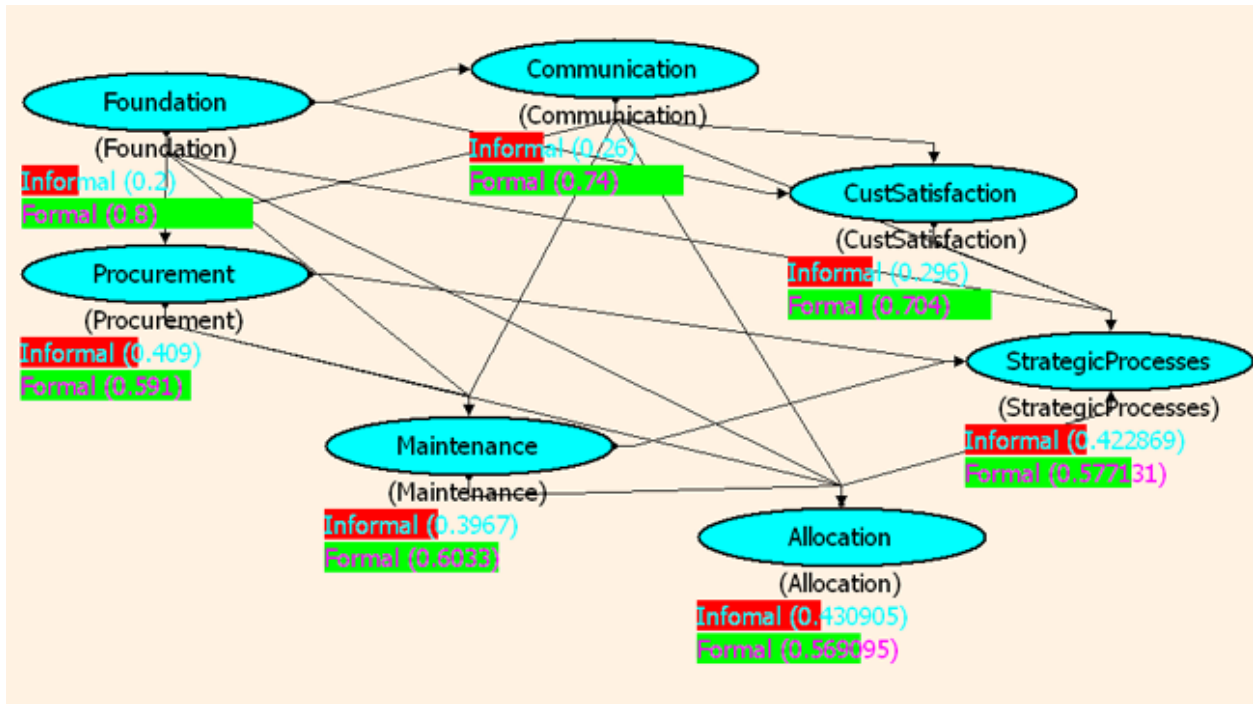 Communication
(Communication)
Informal (0.26)
Formal (0.74)
Foundation
(Foundation)
Informal (0.2)
Formal (0.8)
CustSatisfaction
(CustSatisfaction)
Informal (0.296)
Formal (0.704)
Procurement
(Procurement)
Informal (0.409)
Formal (0.591)
StrategicProcesses
(StrategicProcesses)
Informal (0.422869)
Formal (0.577131)
Maintenance
(Maintenance)
Informal (0.3967)
Formal (0.6033)
Allocation
(Allocation)
Infomal (0.430905)
Formal (0.569095)